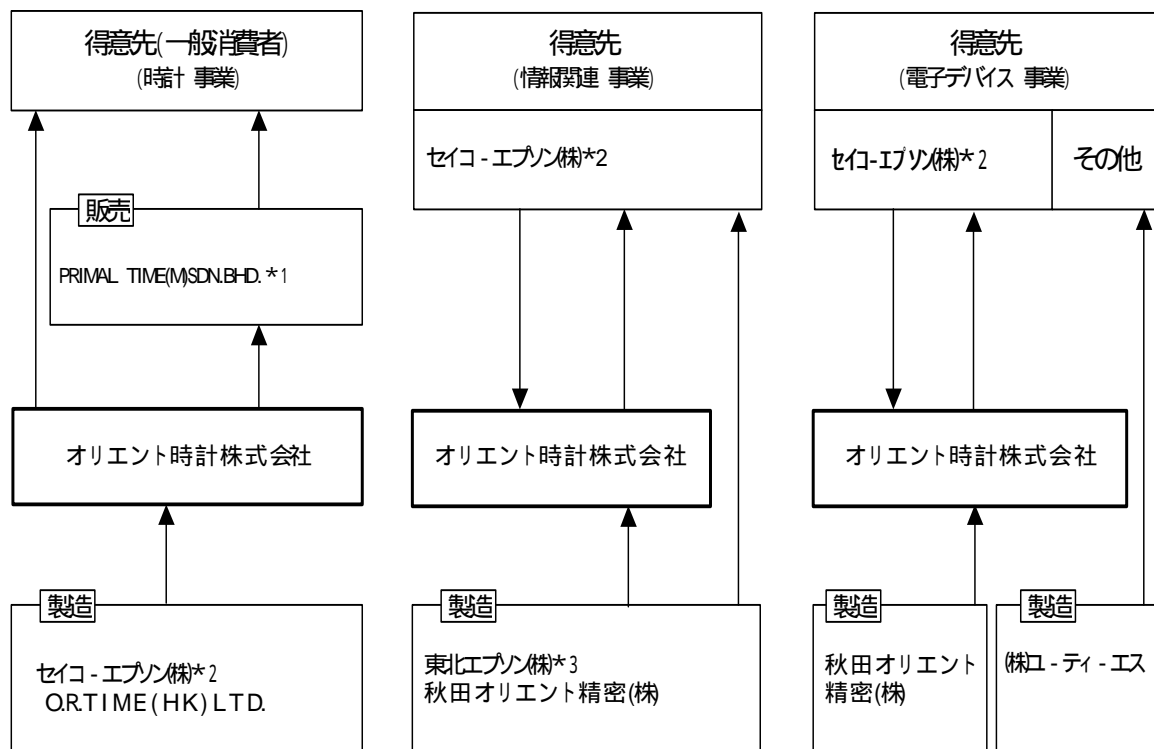 得意先(一般消費者)
(時計 事業)
販売
PRIMAL TIME(M)SDN.BHD. *1
オリエント時計株式会社
製造
セイコ-エプソン(株)*2
O.R.TIME(HK)LTD.
得意先
(情報関連 事業)
セイコ-エプソン(株)*2
オリエント時計株式会社
製造
東北エプソン(株)*3
秋田オリエント精密(株)
得意先
(電子デバイス 事業)
セイコ-エプソン(株)*2
その他
オリエント時計株式会社
製造
秋田オリエント
精密(株)
製造
(株)ユ-ティ-エス